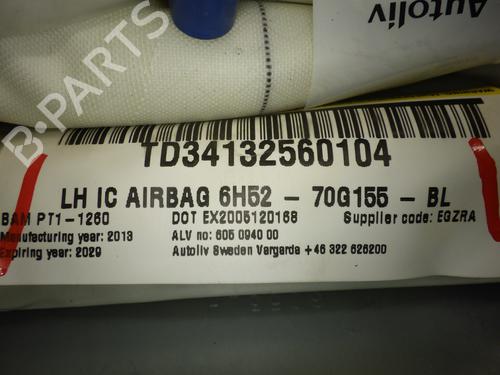 B-PARTS
Autoliv
TD34132560104
LH IC AIRBAG 6H52 - 70G155 - BL
BAM PT1-1260 DOT EX2005120168 Supplier code: EGZRA
Manufacturing year: 2013 ALV no: 605 0940 00
Expiring year: 2029 Autoliv Sweden Vargarda +46 322 626200